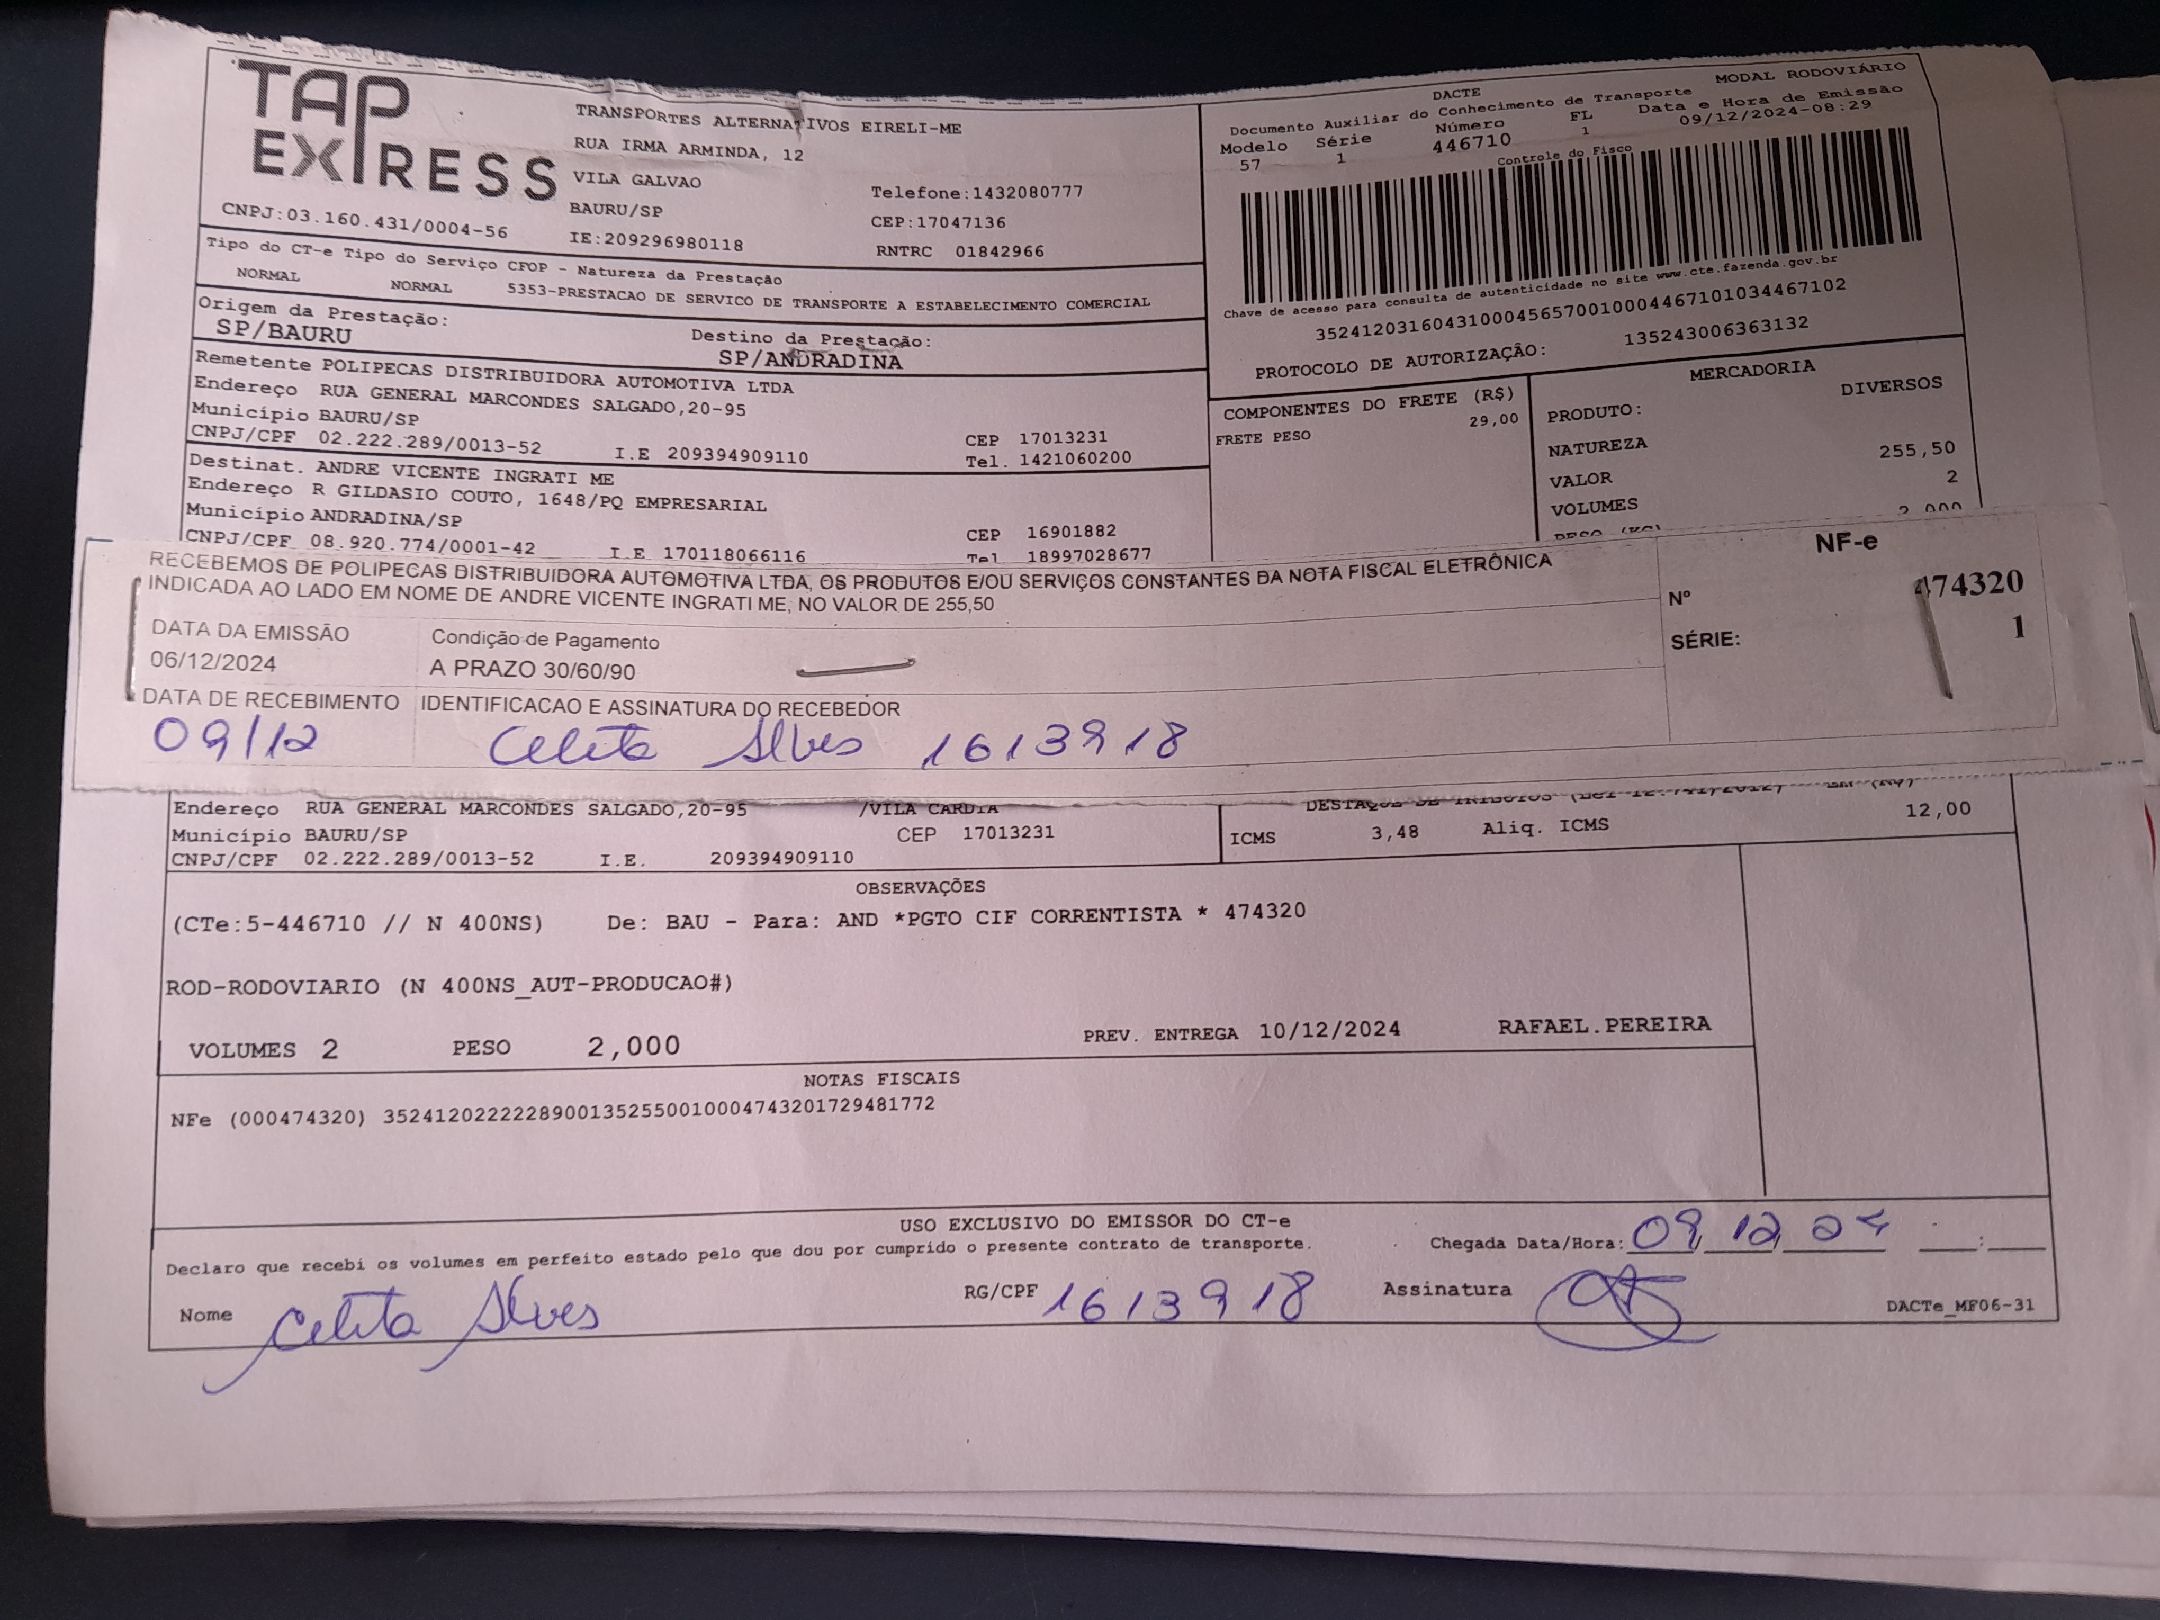 TAP
EXPRESS
CNPJ:03.160.431/0004-56
TRANSPORTES ALTERNATIVOS EIRELI-ME
RUA IRMA ARMINDA, 12
VILA GALVAO
BAURU/SP
IE:209296980118
Telefone:1432080777
CEP:17047136
RNTRC 01842966
DACTE
MODAL RODOVIÁRIO
Documento Auxiliar do Conhecimento de Transporte
Modelo Série Número FL Data e Hora de Emissão
57 1 446710 1 09/12/2024-08:29
Controle do Fisco
Chave de acesso para consulta de autenticidade no site www.cte.fazenda.gov.br
35241203160431000456570010004467101034467102
PROTOCOLO DE AUTORIZAÇÃO: 135243006363132
Tipo do CT-e Tipo do Serviço CFOP - Natureza da Prestação
NORMAL NORMAL 5353-PRESTACAO DE SERVICO DE TRANSPORTE A ESTABELECIMENTO COMERCIAL
Origem da Prestação: Destino da Prestação:
SP/BAURU SP/ANDRADINA
Remetente POLIPECAS DISTRIBUIDORA AUTOMOTIVA LTDA
Endereço RUA GENERAL MARCONDES SALGADO,20-95
Município BAURU/SP CEP 17013231
CNPJ/CPF 02.222.289/0013-52 I.E 209394909110 Tel. 1421060200
Destinat. ANDRE VICENTE INGRATI ME
Endereço R GILDASIO COUTO, 1648/PQ EMPRESARIAL
Município ANDRADINA/SP CEP 16901882
CNPJ/CPF 08.920.774/0001-42 I.E 170118066116 Tel 18997028677
COMPONENTES DO FRETE (R$)
FRETE PESO 29,00
MERCADORIA
PRODUTO: DIVERSOS
NATUREZA
VALOR 255,50
VOLUMES 2
PESO (KG) 2,000
RECEBEMOS DE POLIPECAS DISTRIBUIDORA AUTOMOTIVA LTDA, OS PRODUTOS E/OU SERVIÇOS CONSTANTES DA NOTA FISCAL ELETRÔNICA
INDICADA AO LADO EM NOME DE ANDRE VICENTE INGRATI ME, NO VALOR DE 255,50
NF-e
Nº 474320
SÉRIE: 1
DATA DA EMISSÃO Condição de Pagamento
06/12/2024 A PRAZO 30/60/90
DATA DE RECEBIMENTO IDENTIFICACAO E ASSINATURA DO RECEBEDOR
09/12 Celita Alves 1613918
Endereço RUA GENERAL MARCONDES SALGADO,20-95 /VILA CARDIA
Município BAURU/SP CEP 17013231
CNPJ/CPF 02.222.289/0013-52 I.E. 209394909110
DESTAQUE DE TRIBUTOS (Lei 12.741/2012)
ICMS 3,48 Aliq. ICMS 12,00
OBSERVAÇÕES
(CTe:5-446710 // N 400NS) De: BAU - Para: AND *PGTO CIF CORRENTISTA * 474320
ROD-RODOVIARIO (N 400NS_AUT-PRODUCAO#)
VOLUMES 2 PESO 2,000 PREV. ENTREGA 10/12/2024 RAFAEL.PEREIRA
NOTAS FISCAIS
NFe (000474320) 35241202222289001352550010004743201729481772
USO EXCLUSIVO DO EMISSOR DO CT-e
Declaro que recebi os volumes em perfeito estado pelo que dou por cumprido o presente contrato de transporte.
Chegada Data/Hora: 09/12/24 :
Nome Celita Alves RG/CPF 1613918 Assinatura
DACTe_MF06-31